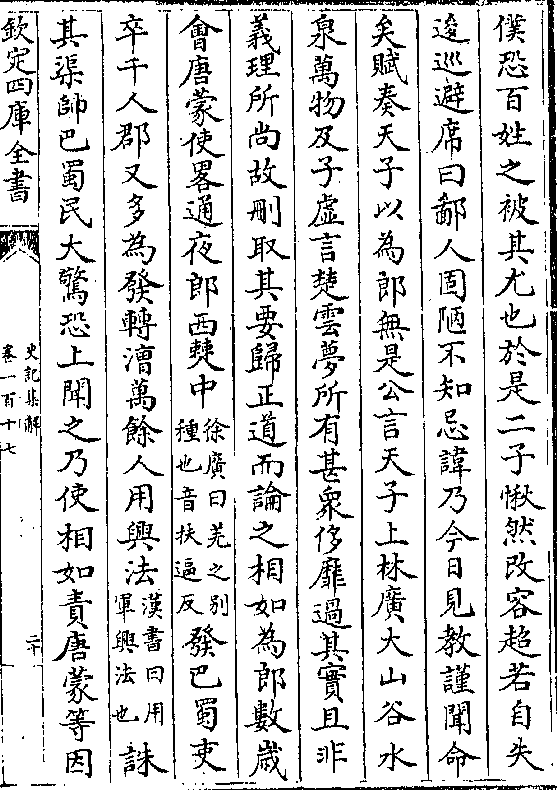 僕恐百姓之被其尤也於是二子愀然改容超若自失
逡巡避席曰鄙人固陋不知忌諱乃今日見教謹聞命
矣賦奏天子以為郎無是公言天子上林廣大山谷水
泉萬物及子虛言楚雲夢所有甚衆侈靡過其實且非
義理所尚故刪取其要歸正道而論之相如為郎數歲
會唐蒙使畧通夜郎西僰中徐廣曰羌之别種也音扶逼反發巴蜀吏
卒千人郡又多為發轉漕萬餘人用興法漢書曰用軍興法也誅
其渠帥巴蜀民大驚恐上聞之乃使相如責唐蒙等因
欽定四庫全書
史記集解
卷一百十七
二十